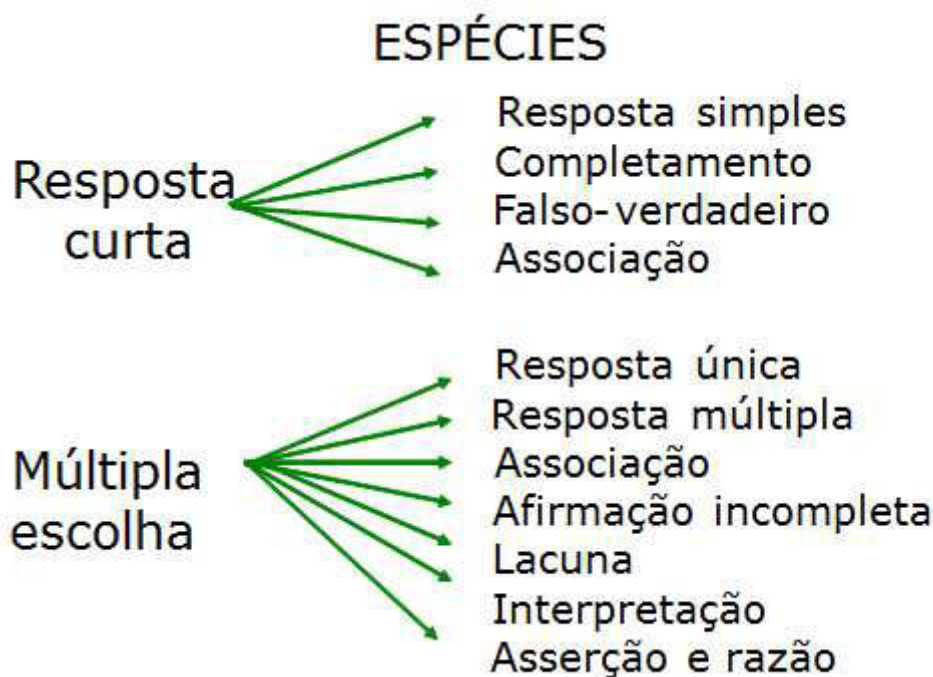 ESPÉCIES
Resposta
curta
Resposta simples
Completamento
Falso-verdadeiro
Associação
Múltipla
escolha
Resposta única
Resposta múltipla
Associação
Afirmação incompleta
Lacuna
Interpretação
Asserção e razão